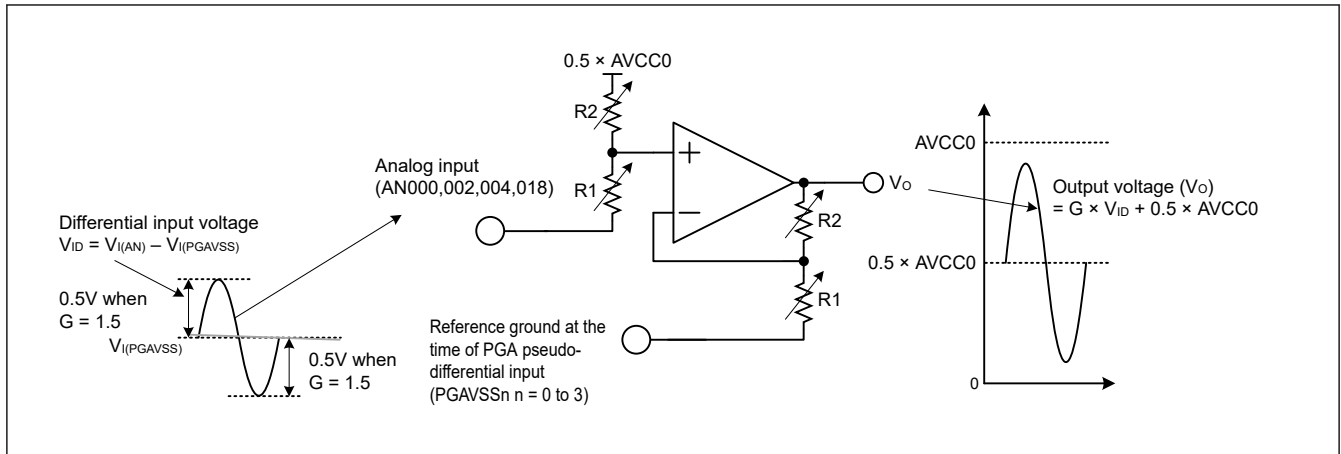 0.5 × AVCC0
R2
Analog input
(AN000,002,004,018)
R1
+
−
Vo
R2
R1
Differential input voltage
VID = VI(AN) – VI(PGAVSS)
0.5V when
G = 1.5
VI(PGAVSS)
0.5V when
G = 1.5
Reference ground at the
time of PGA pseudo-
differential input
(PGAVSSn n = 0 to 3)
AVCC0
Output voltage (Vo)
= G × VID + 0.5 × AVCC0
0.5 × AVCC0
0